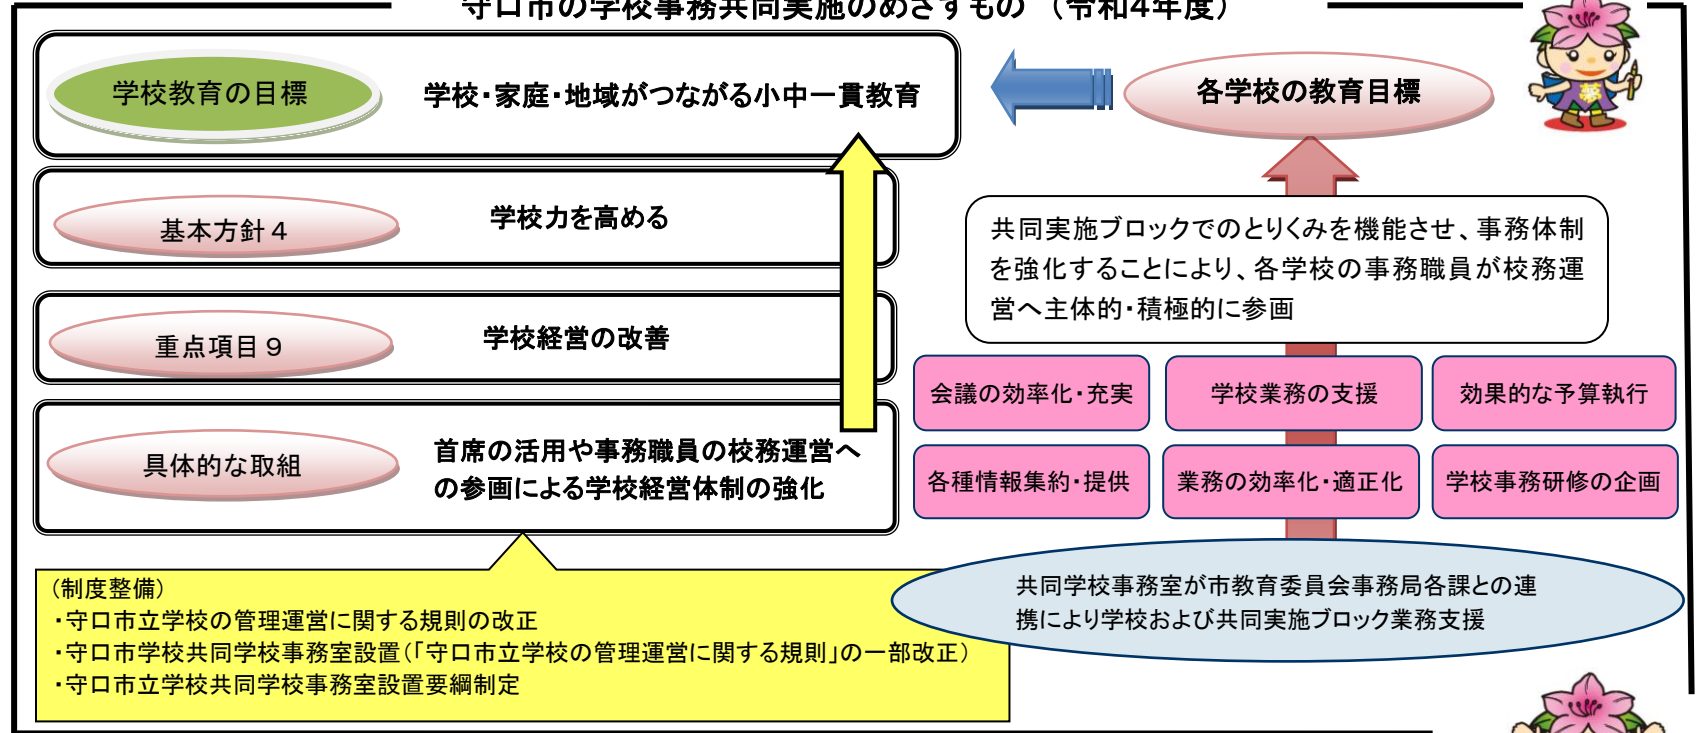 守口市の学校事務共同実施のめざすもの （令和4年度）
学校教育の目標
学校・家庭・地域がつながる小中一貫教育
各学校の教育目標
基本方針４
学校力を高める
共同実施ブロックでのとりくみを機能させ、事務体制
を強化することにより、各学校の事務職員が校務運
営へ主体的・積極的に参画
重点項目９
学校経営の改善
会議の効率化・充実
学校業務の支援
効果的な予算執行
具体的な取組
首席の活用や事務職員の校務運営へ
の参画による学校経営体制の強化
各種情報集約・提供
業務の効率化・適正化
学校事務研修の企画
（制度整備）
・守口市立学校の管理運営に関する規則の改正
・守口市学校共同学校事務室設置（「守口市立学校の管理運営に関する規則」の一部改正）
・守口市立学校共同学校事務室設置要綱制定
共同学校事務室が市教育委員会事務局各課との連
携により学校および共同実施ブロック業務支援